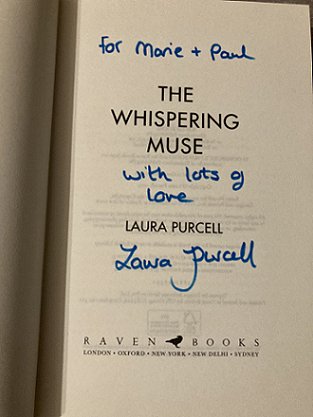 For Marie + Paul
THE
WHISPERING
MUSE
with lots of
love
LAURA PURCELL
Laura Purcell
RAVEN BOOKS
LONDON • OXFORD • NEW YORK • NEW DELHI • SYDNEY